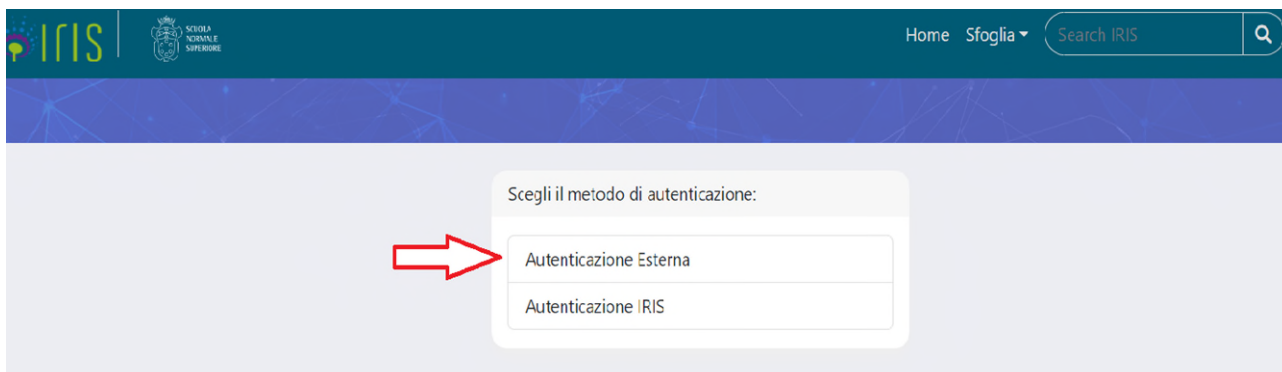 IRIS
SCUOLA
NORMALE
SUPERIORE
Home Sfoglia Search IRIS
Scegli il metodo di autenticazione:
Autenticazione Esterna
Autenticazione IRIS